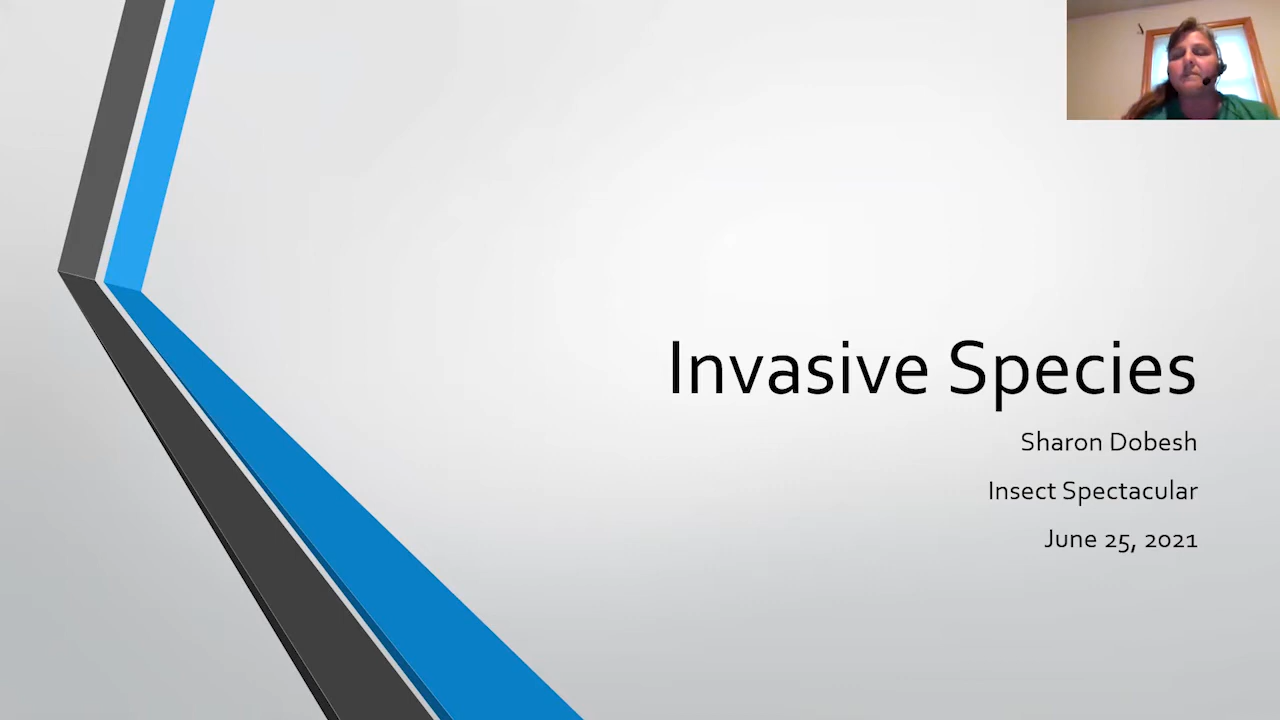 Invasive Species
Sharon Dobesh
Insect Spectacular
June 25, 2021